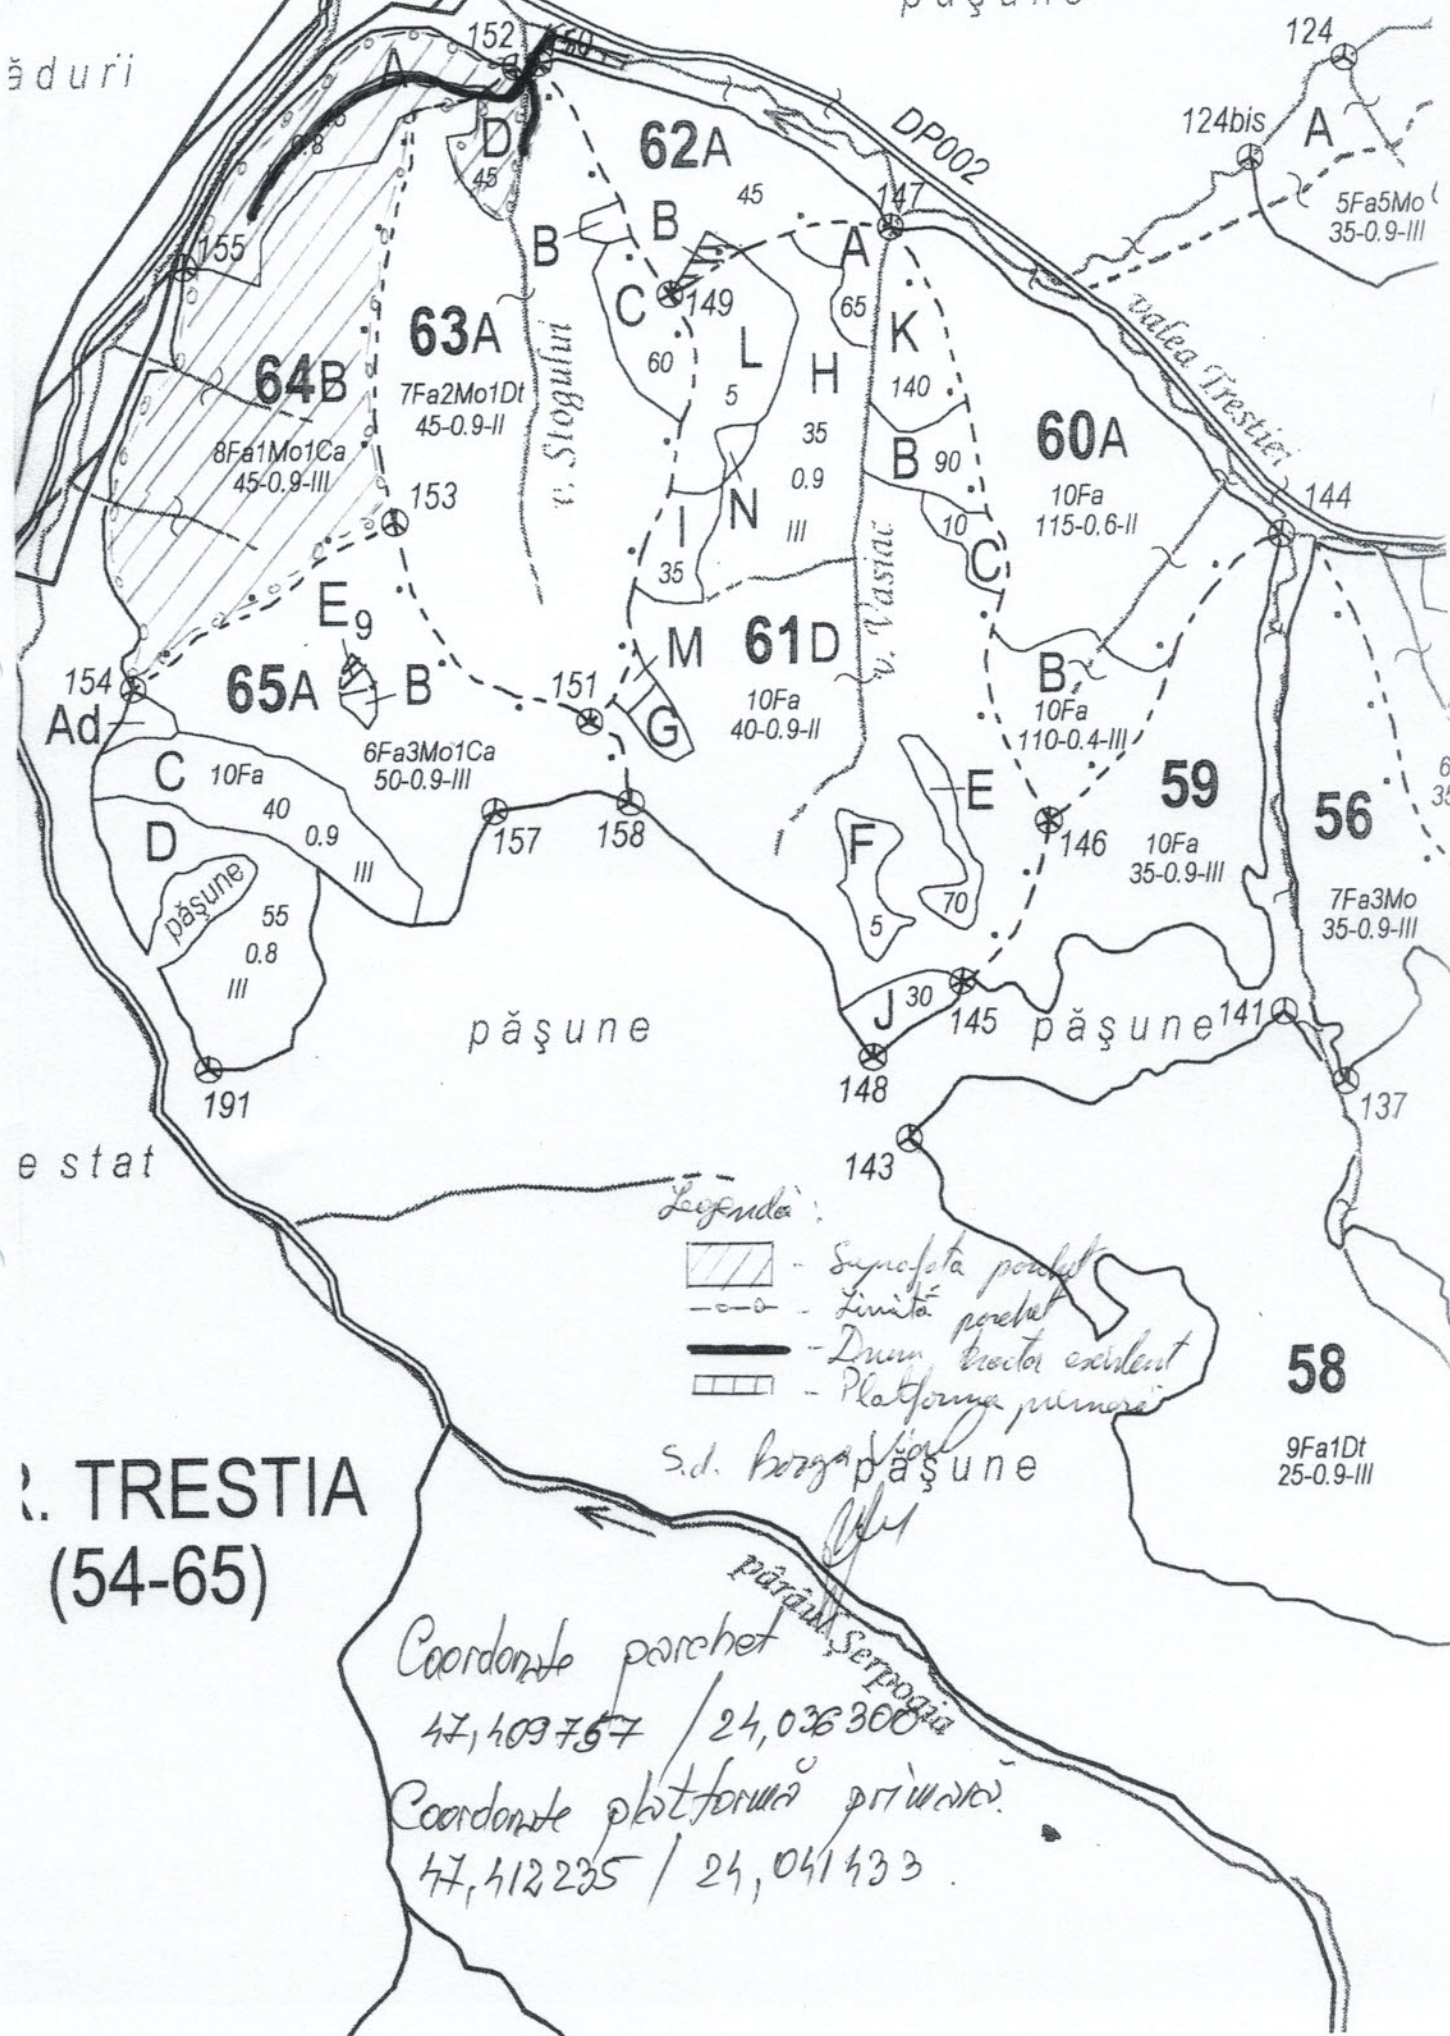 păşune
ăduri
152
124
A
D
45
0.8
62A
45
DP002
124bis
A
5Fa5Mo
35-0.9-III
147
155
B
B
A
C
149
65
K
63A
7Fa2Mo1Dt
45-0.9-II
v. Stogului
60
L
5
H
35
0.9
III
140
valea Trestiei
64B
8Fa1Mo1Ca
45-0.9-III
B
90
60A
10Fa
115-0.6-II
153
N
I
35
10
C
144
v. Vasiac
E
9
M
61D
10Fa
40-0.9-II
154
65A
B
151
G
B
10Fa
110-0.4-III
Ad
6Fa3Mo1Ca
50-0.9-III
C
10Fa
40
0.9
III
59
10Fa
35-0.9-III
56
7Fa3Mo
35-0.9-III
6
35
E
D
157
158
F
146
păşune
55
0.8
III
70
5
J
30
145
păşune
păşune
141
191
148
137
143
e stat
Legendă:
- Suprafata parchet
- Limită parchet
- Drum tractor existent
- Platforma primară
58
9Fa1Dt
25-0.9-III
S.d.
păşune
R. TRESTIA
(54-65)
pârâul Şerpogia
Coordonate parchet
47,409757 / 24,036300
Coordonate platformă primară.
47,412235 / 24,041433.